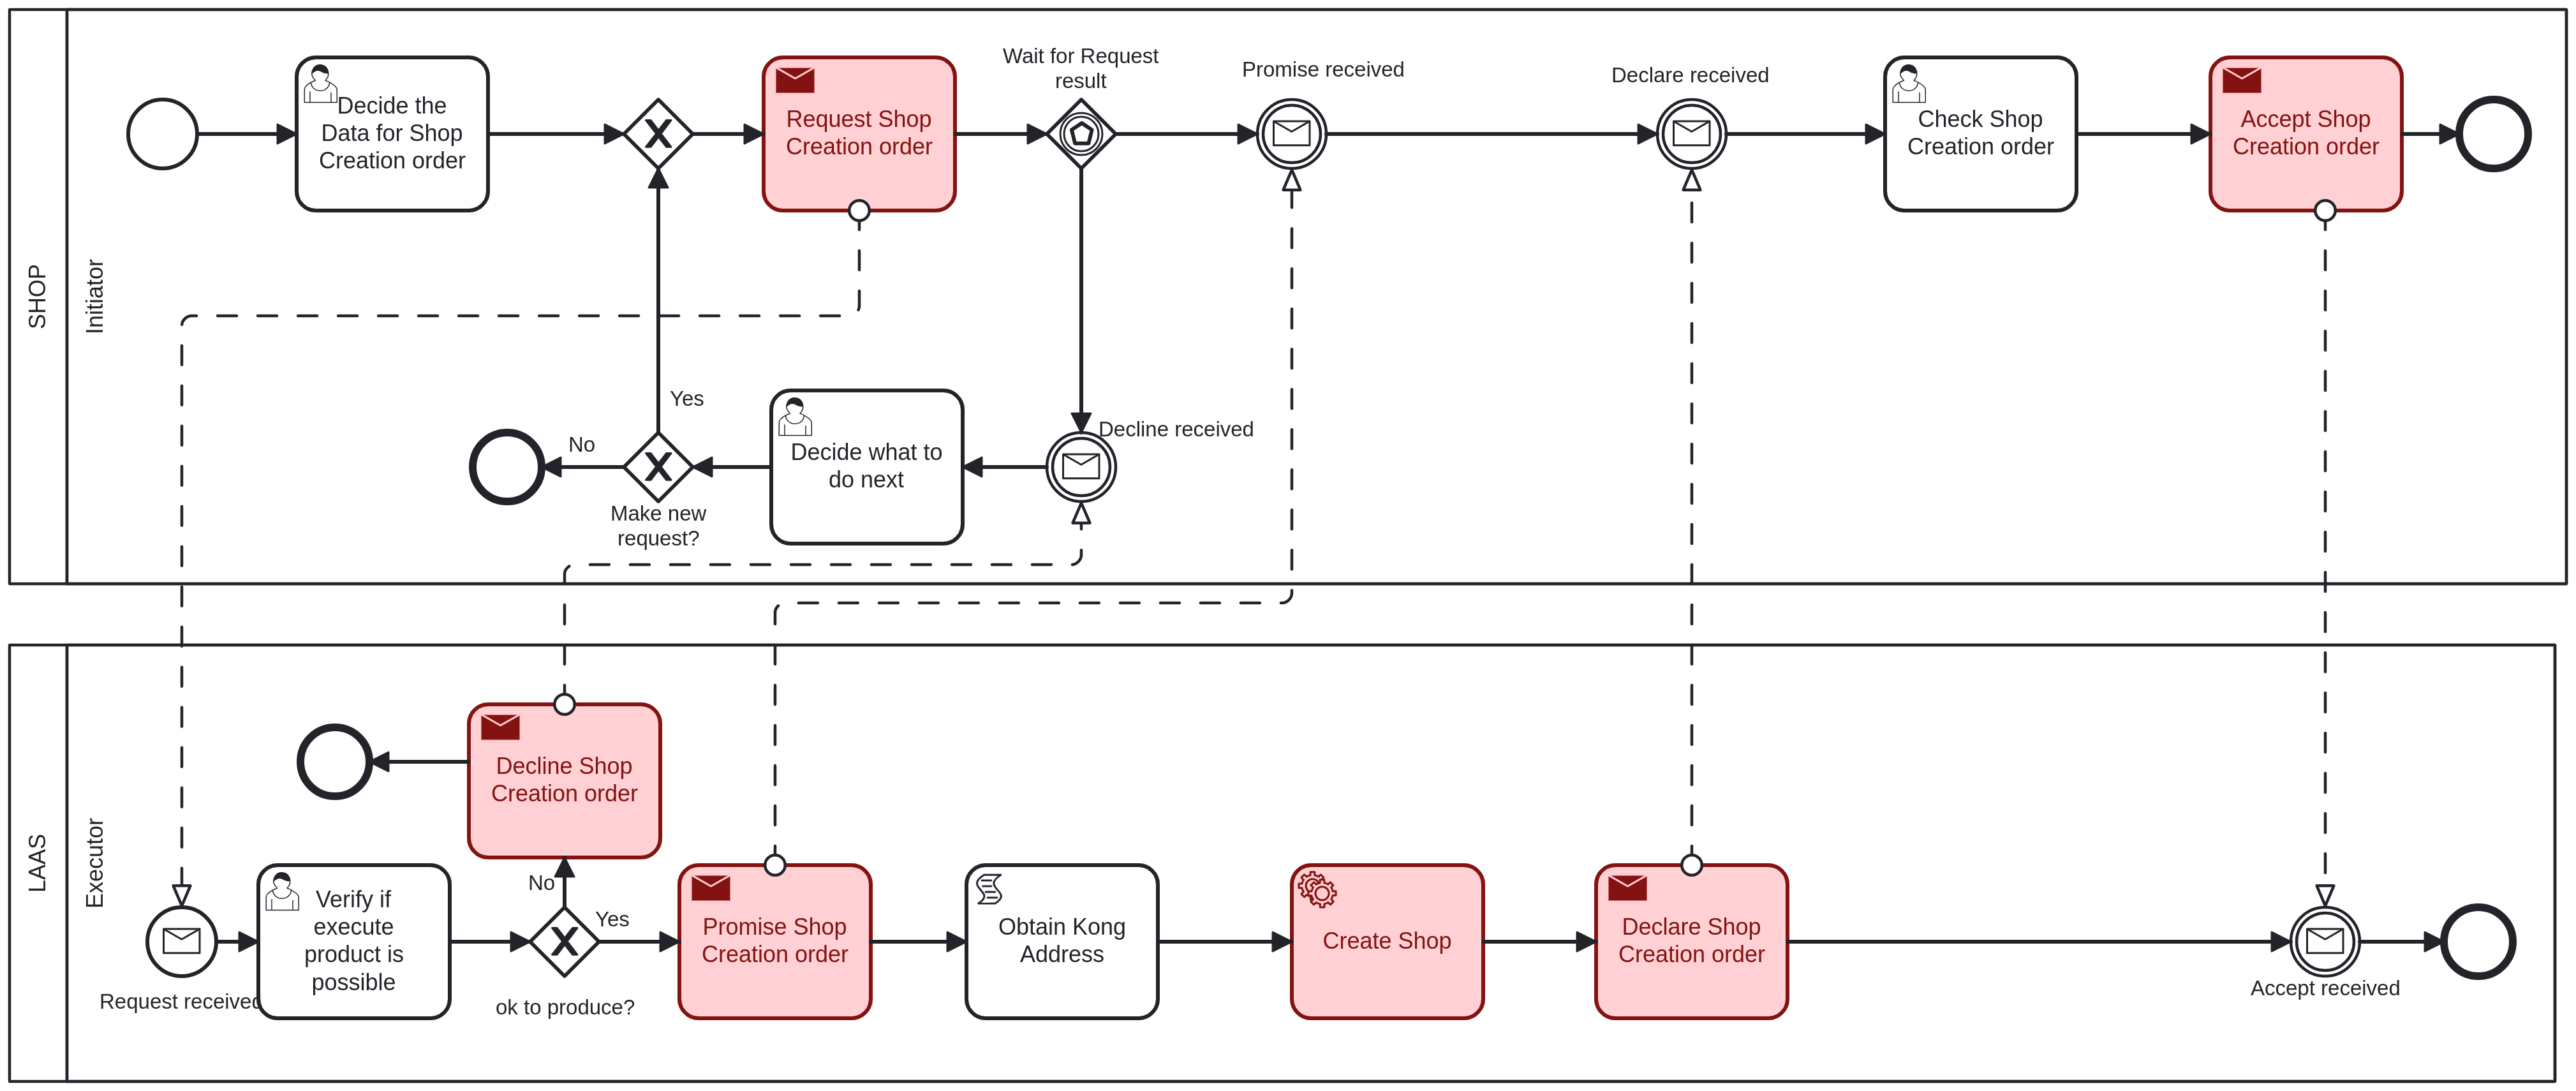 SHOP
Initiator
Decide the
Data for Shop
Creation order
Request Shop
Creation order
Wait for Request
result
Promise received
Declare received
Check Shop
Creation order
Accept Shop
Creation order
Yes
No
Make new
request?
Decide what to
do next
Decline received
LAAS
Executor
Request received
Verify if
execute
product is
possible
Decline Shop
Creation order
No
Yes
ok to produce?
Promise Shop
Creation order
Obtain Kong
Address
Create Shop
Declare Shop
Creation order
Accept received